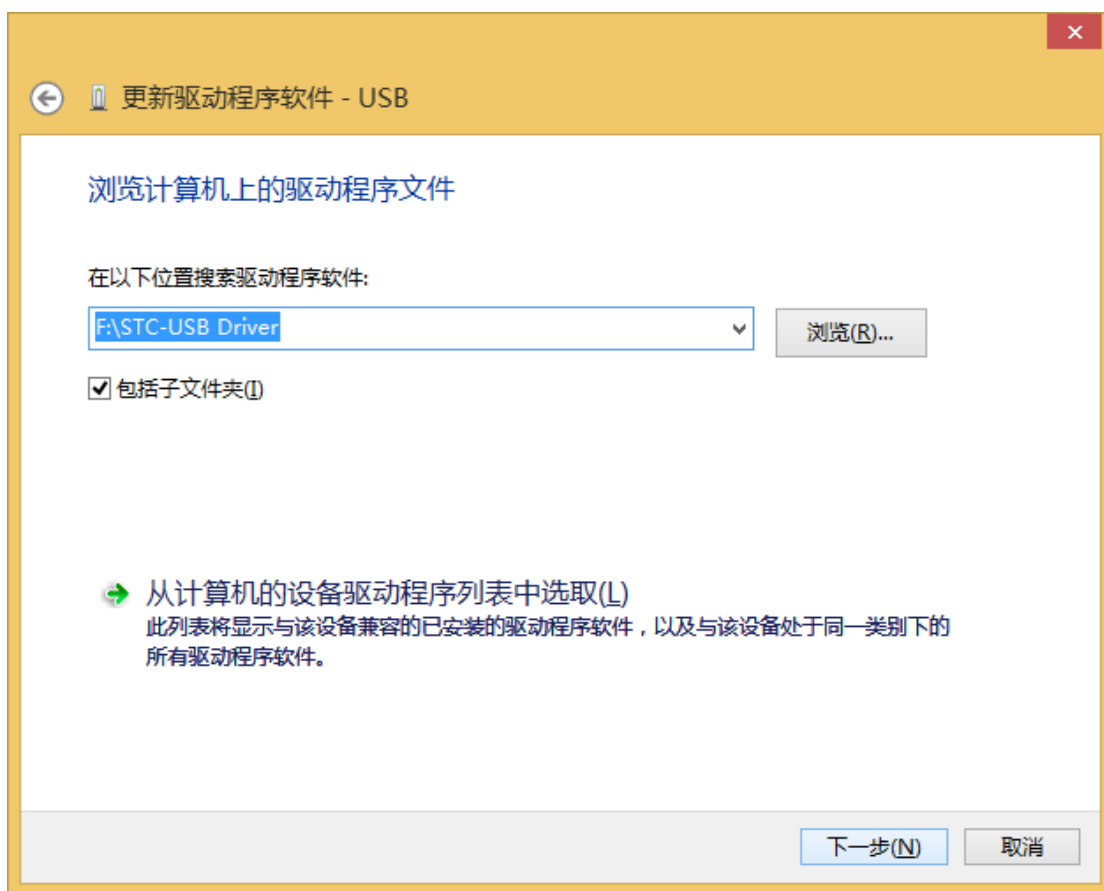 更新驱动程序软件 - USB
浏览计算机上的驱动程序文件
在以下位置搜索驱动程序软件:
F:\STC-USB Driver
浏览(R)...
包括子文件夹(I)
从计算机的设备驱动程序列表中选取(L)
此列表将显示与该设备兼容的已安装的驱动程序软件，以及与该设备处于同一类别下的
所有驱动程序软件。
下一步(N)
取消